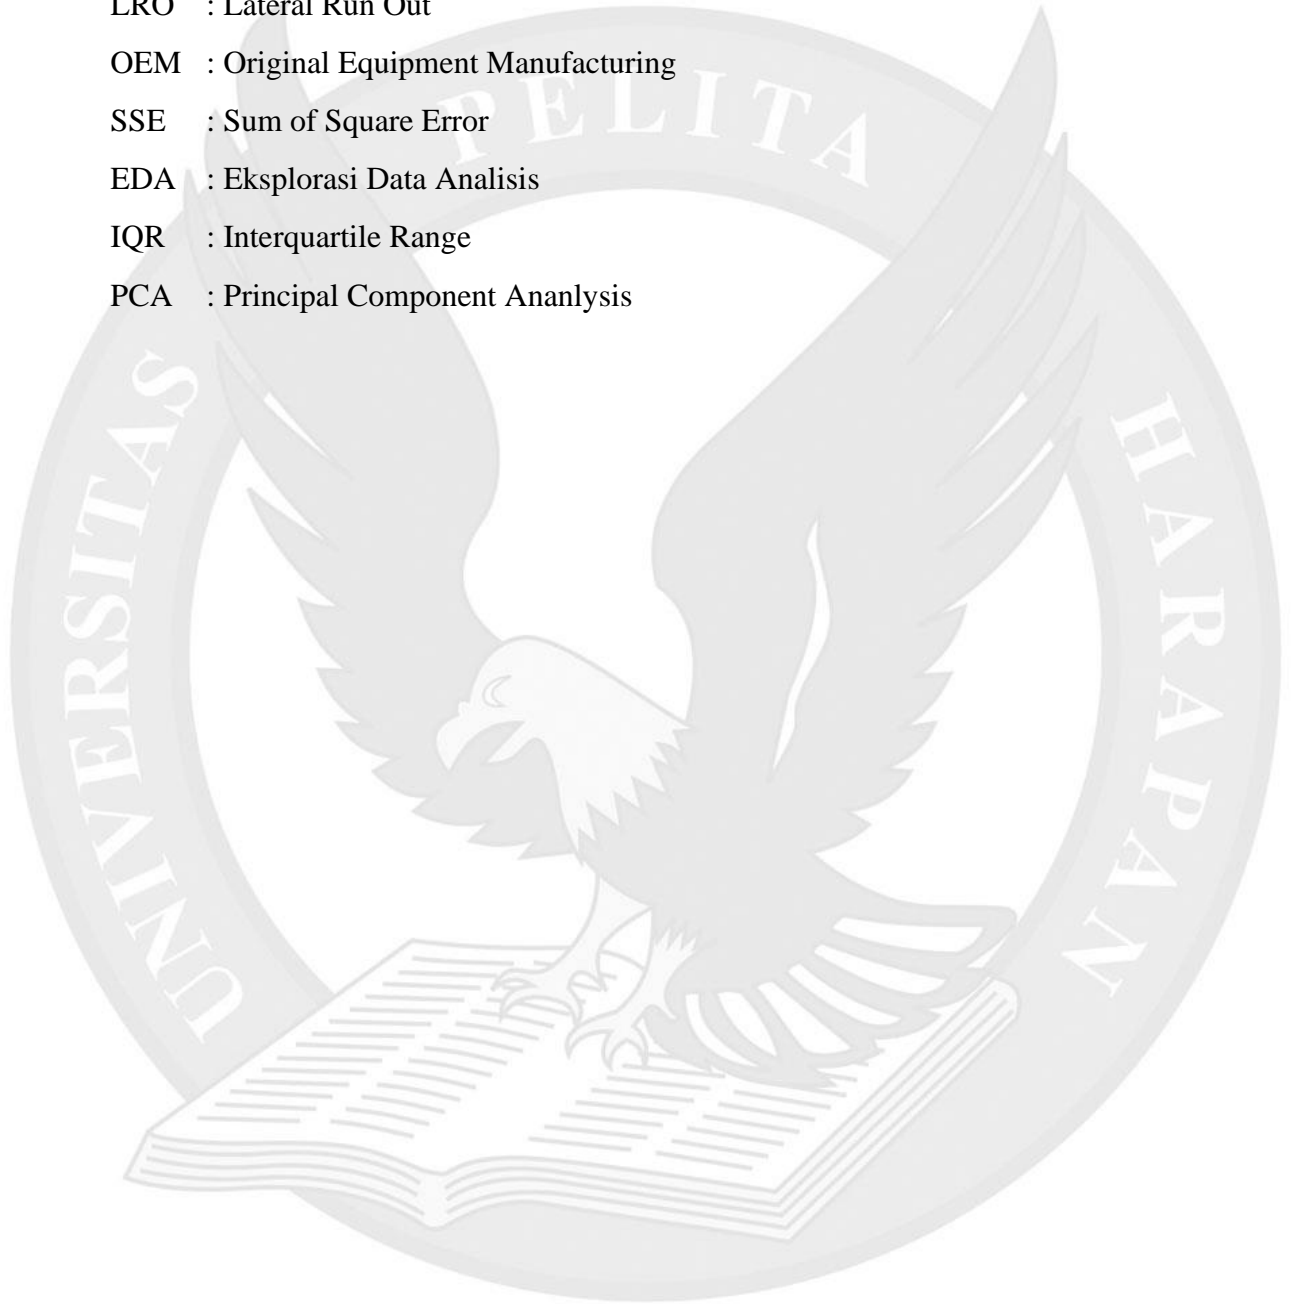 LRO : Lateral Run Out
OEM : Original Equipment Manufacturing
SSE : Sum of Square Error
EDA : Eksplorasi Data Analisis
IQR : Interquartile Range
PCA : Principal Component Ananlysis
UNIVERSITAS PELITA HARAPAN